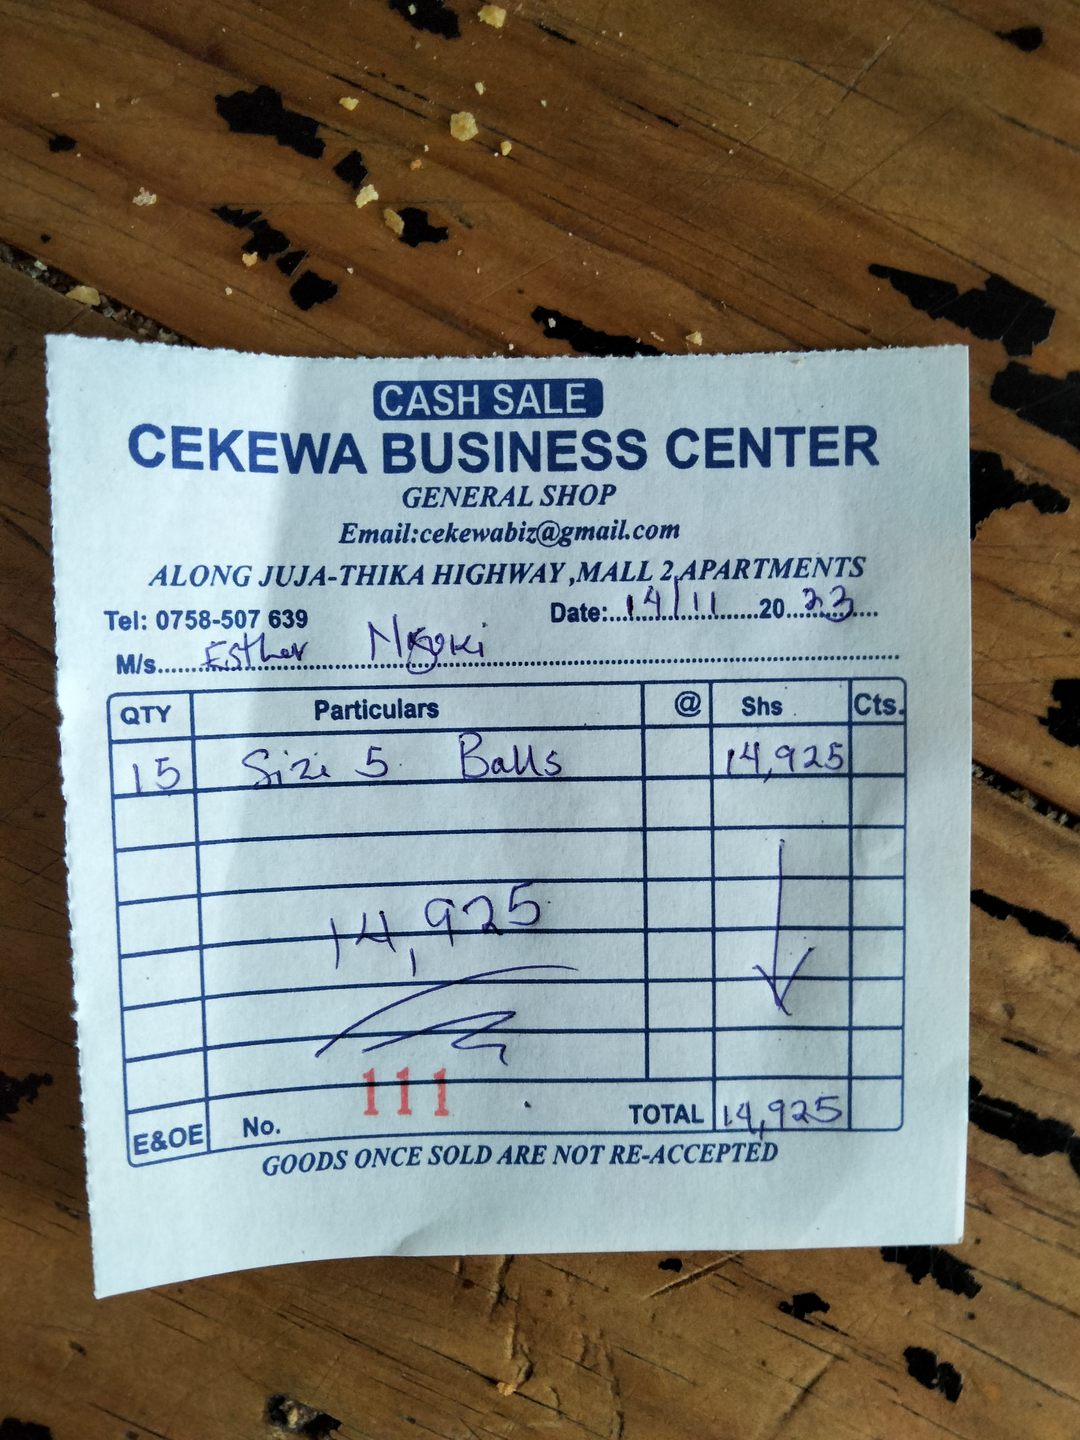 CASH SALE
CEKEWA BUSINESS CENTER
GENERAL SHOP
Email:cekewabiz@gmail.com
ALONG JUJA-THIKA HIGHWAY ,MALL 2,APARTMENTS
Tel: 0758-507 639 Date:....14/11......20..23....
M/s......Esther
QTY Particulars @ Shs Cts.
15 Size 5 Balls 14,925
14,925
111
E&OE No. TOTAL 14,925
GOODS ONCE SOLD ARE NOT RE-ACCEPTED